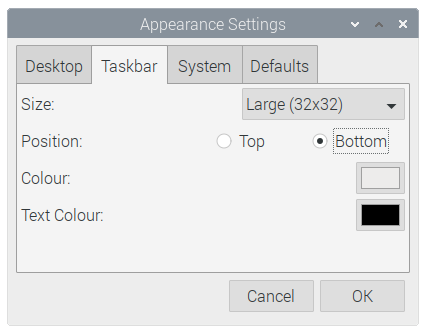 Appearance Settings
Desktop Taskbar System Defaults
Size: Large (32x32)
Position: Top Bottom
Colour:
Text Colour:
Cancel OK